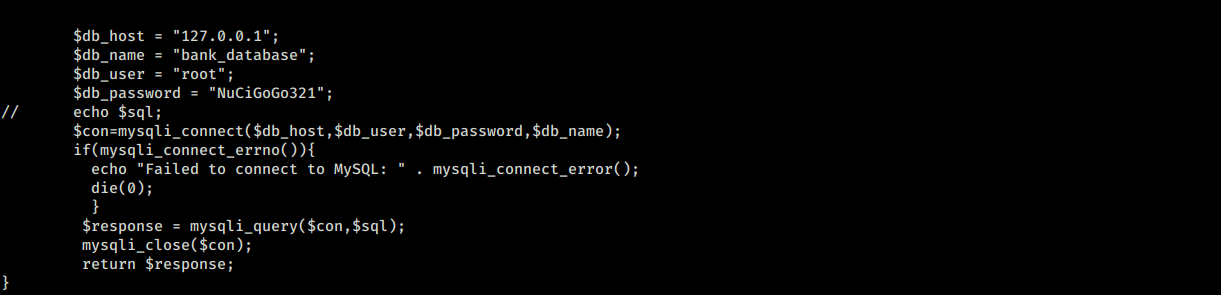 $db_host = "127.0.0.1";
$db_name = "bank_database";
$db_user = "root";
$db_password = "NuCiGoGo321";
//      echo $sql;
$con=mysqli_connect($db_host,$db_user,$db_password,$db_name);
if(mysqli_connect_errno()){
echo "Failed to connect to MySQL: " . mysqli_connect_error();
die(0);
}
$response = mysqli_query($con,$sql);
mysqli_close($con);
return $response;
}